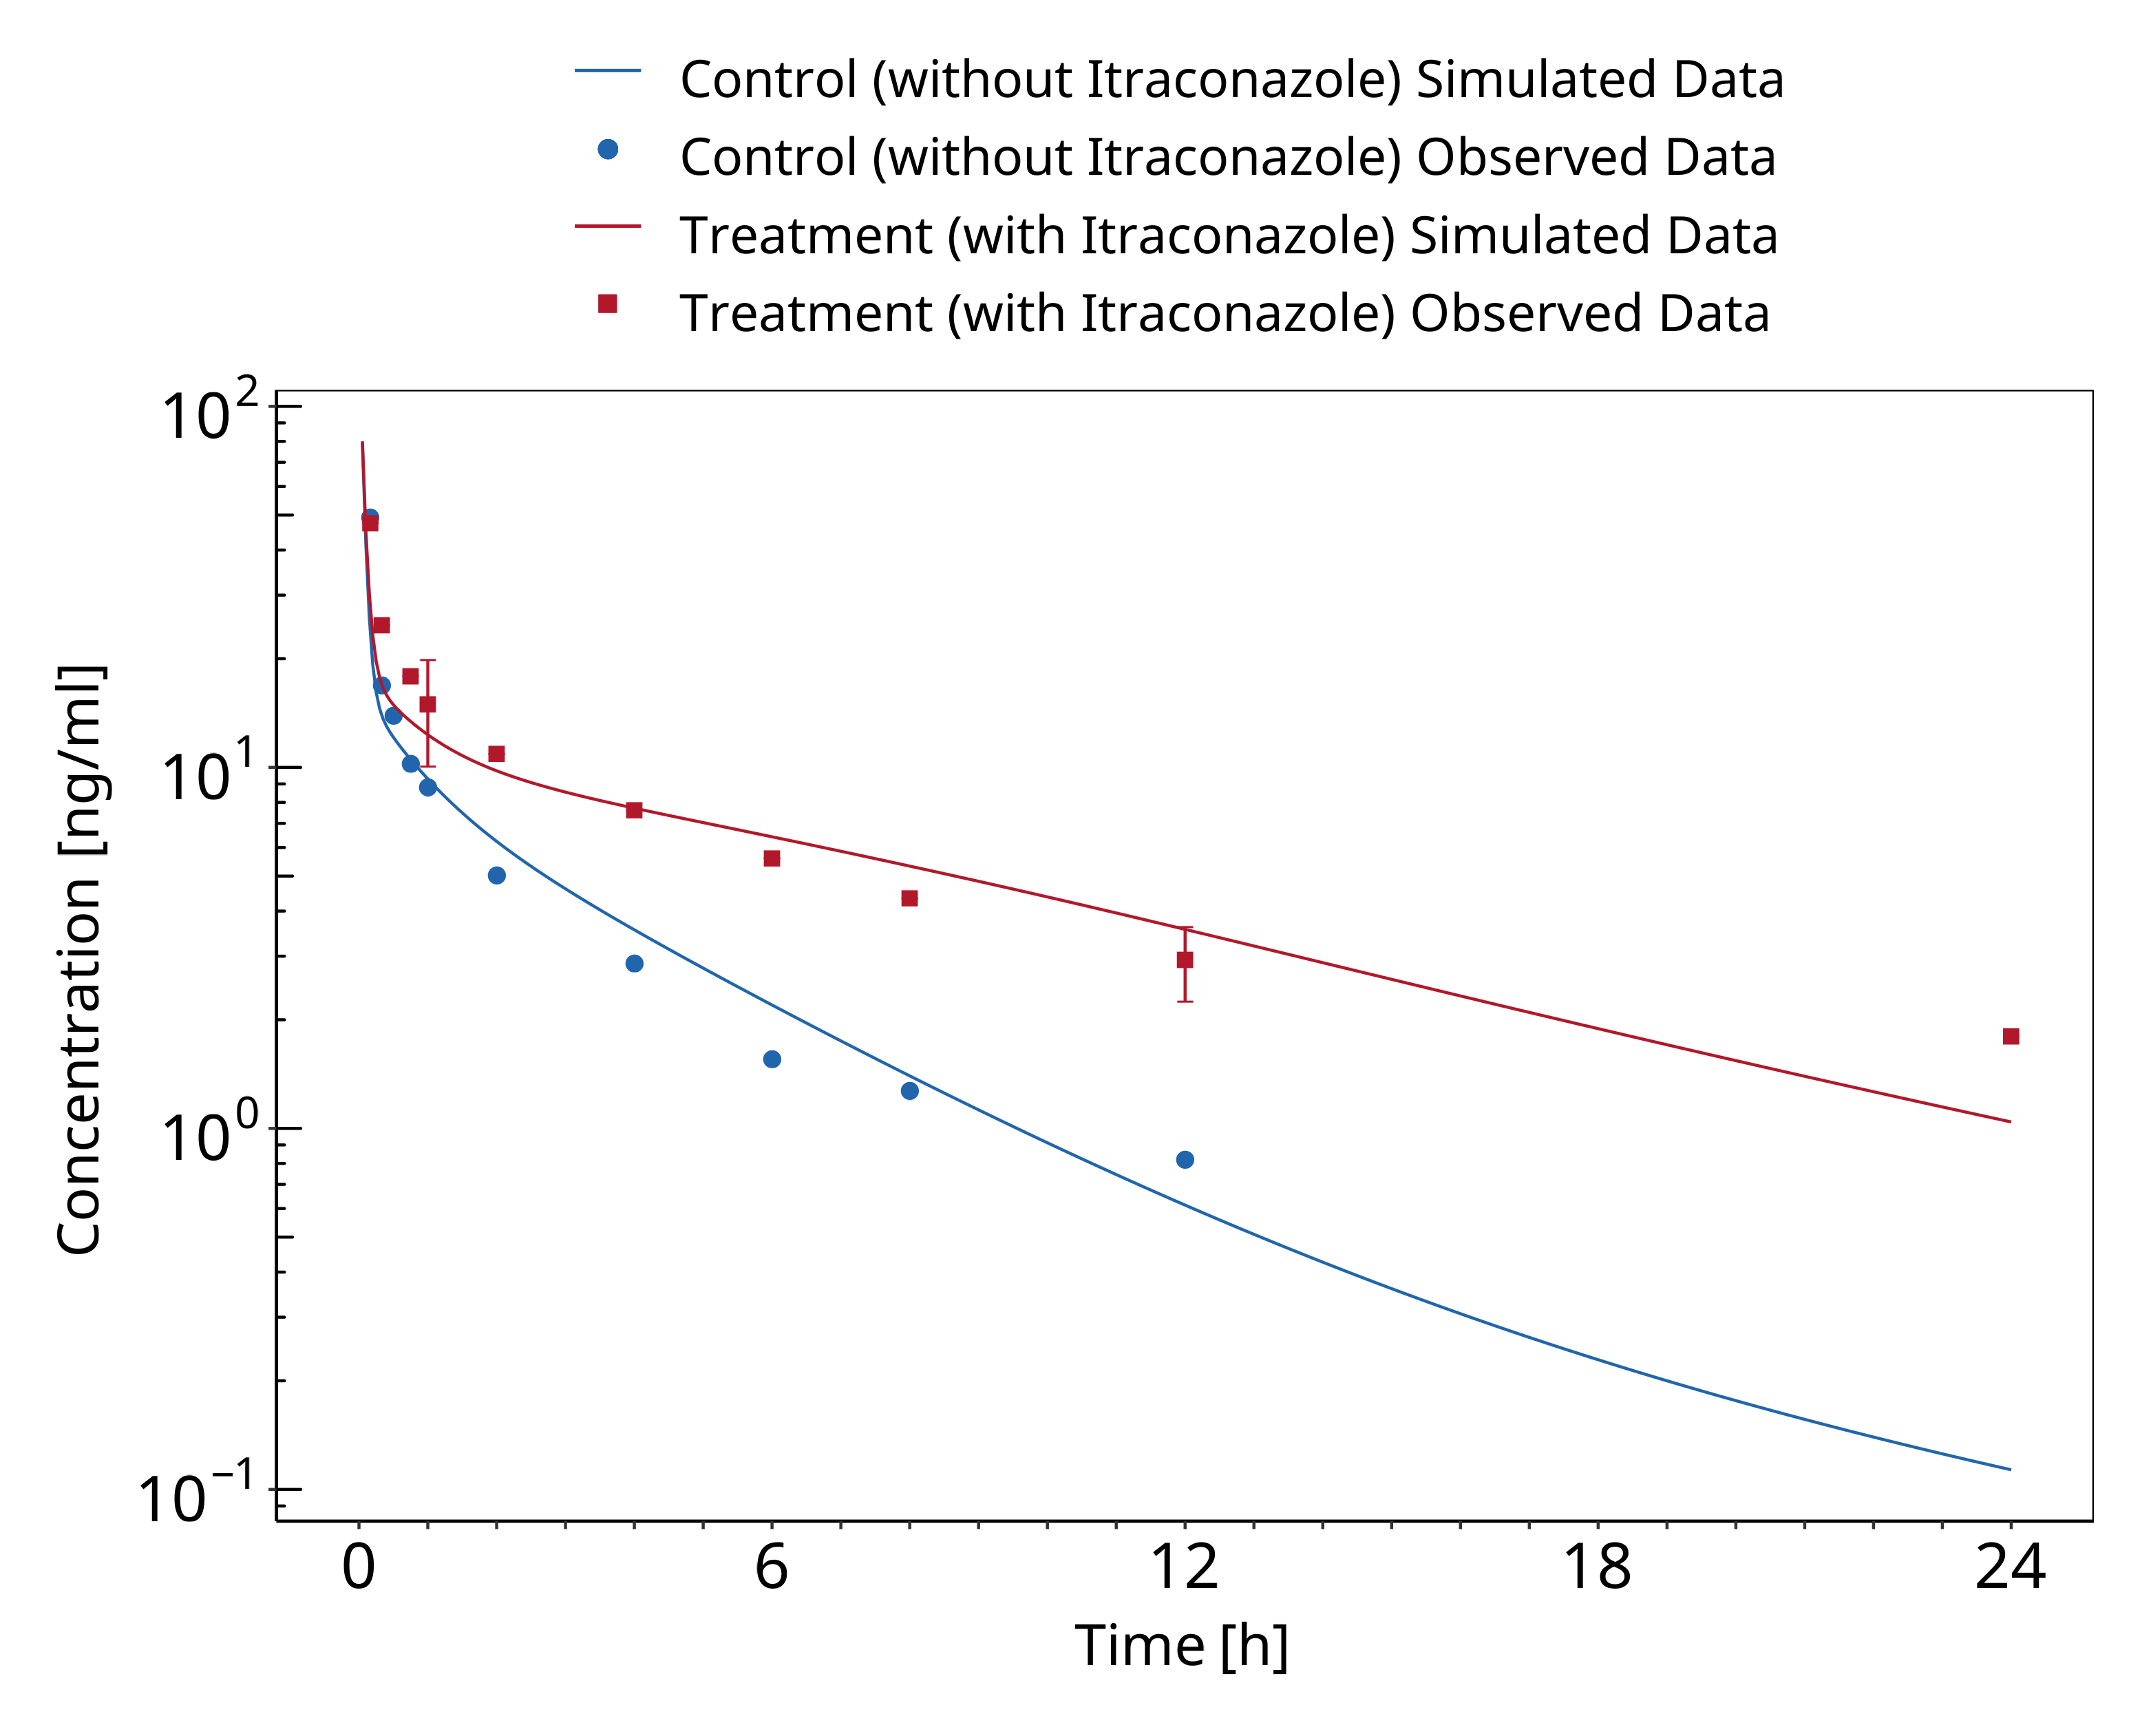 Control (without Itraconazole) Simulated Data
Control (without Itraconazole) Observed Data
Treatment (with Itraconazole) Simulated Data
Treatment (with Itraconazole) Observed Data
10²
10¹
10⁰
10⁻¹
Concentration [ng/ml]
0 6 12 18 24
Time [h]